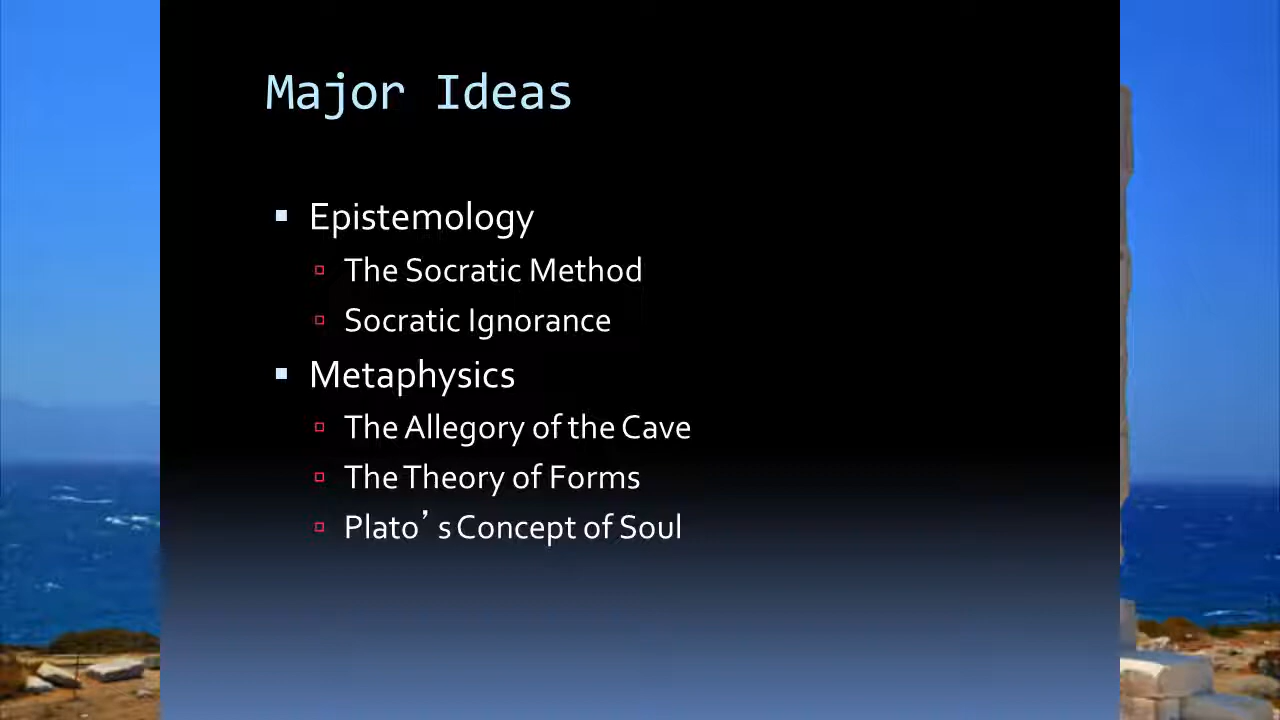 Major Ideas
Epistemology
The Socratic Method
Socratic Ignorance
Metaphysics
The Allegory of the Cave
The Theory of Forms
Plato’s Concept of Soul